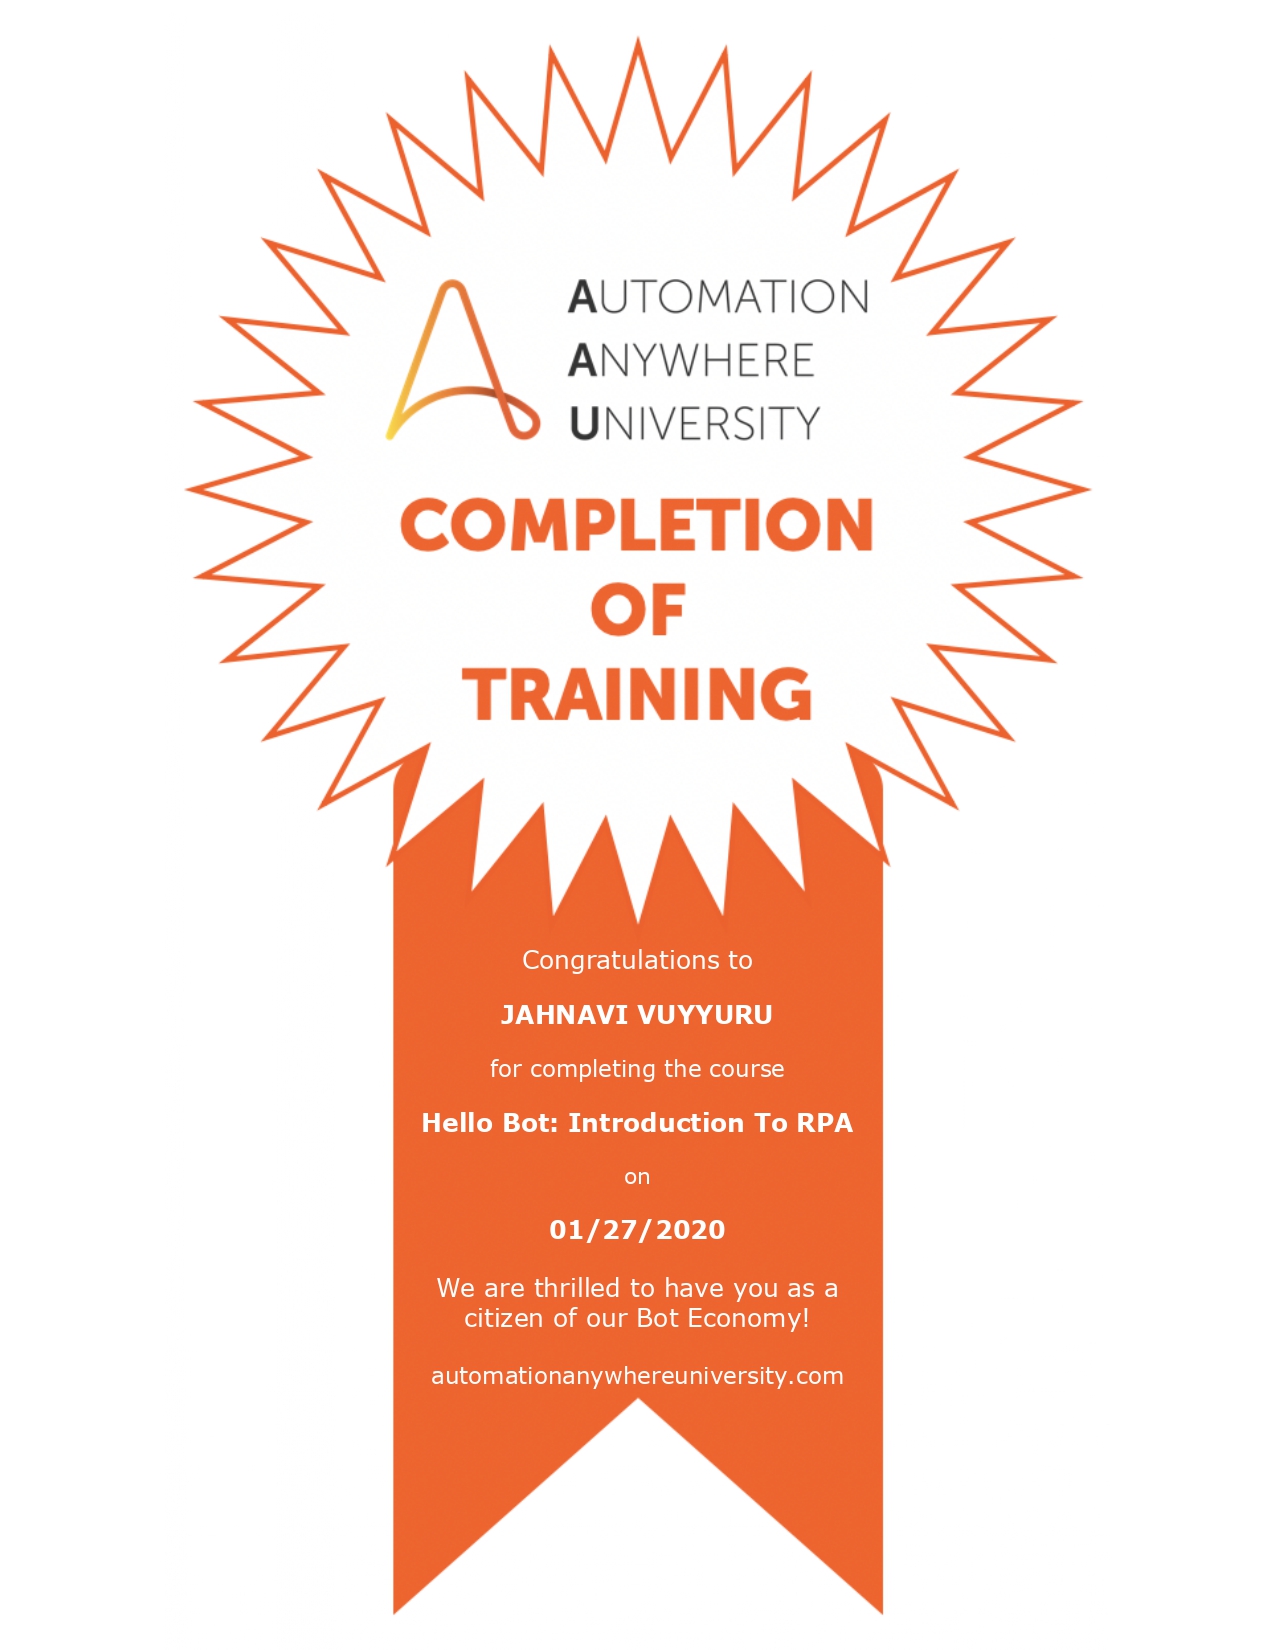 AUTOMATION
ANYWHERE
UNIVERSITY
COMPLETION
OF
TRAINING
Congratulations to
JAHNAVI VUYYURU
for completing the course
Hello Bot: Introduction To RPA
on
01/27/2020
We are thrilled to have you as a
citizen of our Bot Economy!
automationanywhereuniversity.com